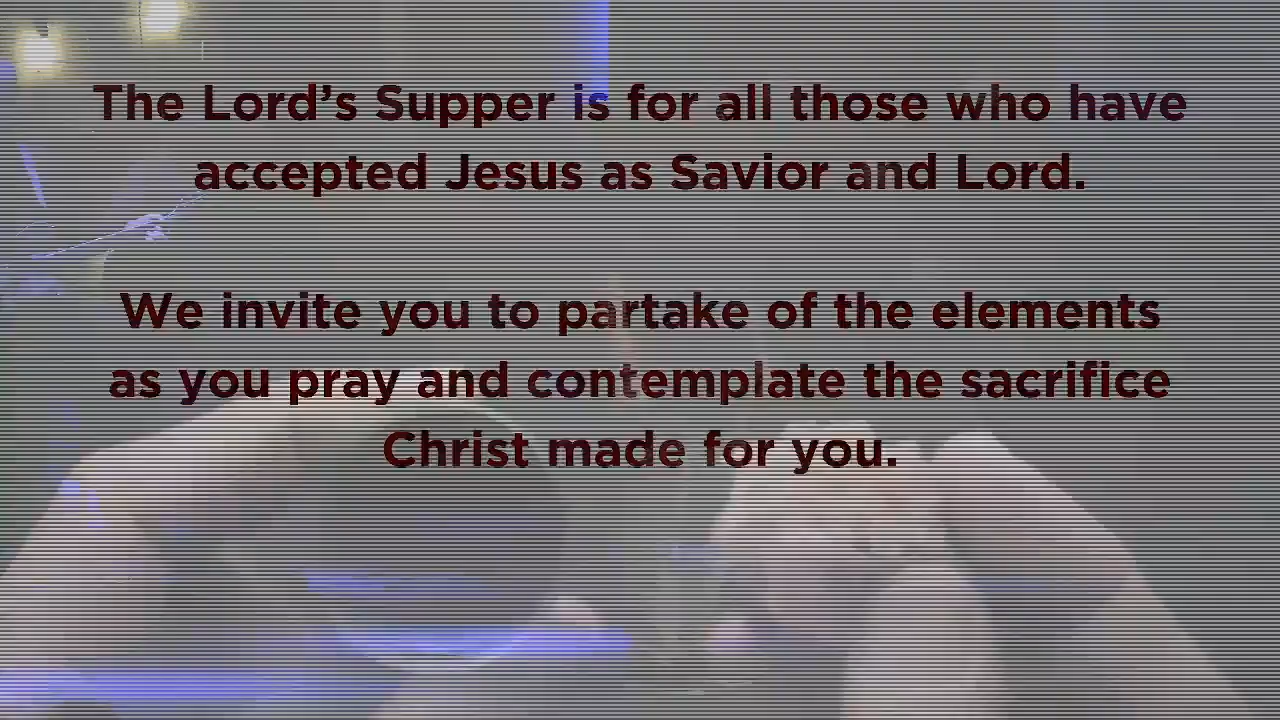 The Lord’s Supper is for all those who have
accepted Jesus as Savior and Lord.
We invite you to partake of the elements
as you pray and contemplate the sacrifice
Christ made for you.